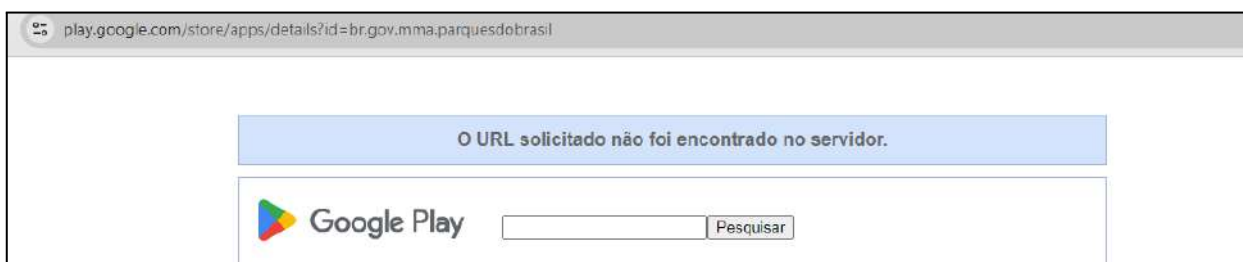 play.google.com/store/apps/details?id=br.gov.mma.parquesdobrasil
O URL solicitado não foi encontrado no servidor.
Google Play Pesquisar